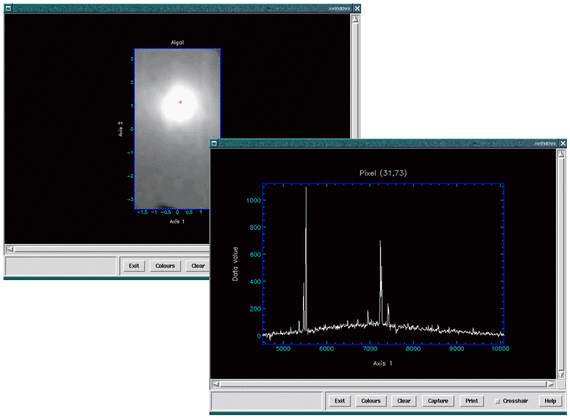 xwindows
Algol
3
2
1
0
-1
-2
-3
Axis 2
-1.5 -1 -0.5 0 0.5 1
Axis 1
Exit Colours Clear
xwindows
Pixel (31,73)
1000
800
600
400
200
0
Data value
5000 6000 7000 8000 9000 10000
Axis 1
Exit Colours Clear Capture Print Crosshair Help